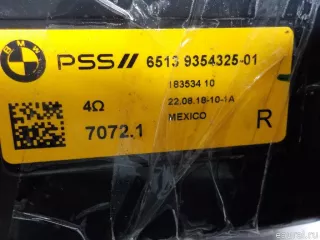 BMW
PSS// 6513 9354325-01
183534 10
4Ω
22.08.18-10-1A
7072.1
MEXICO
R